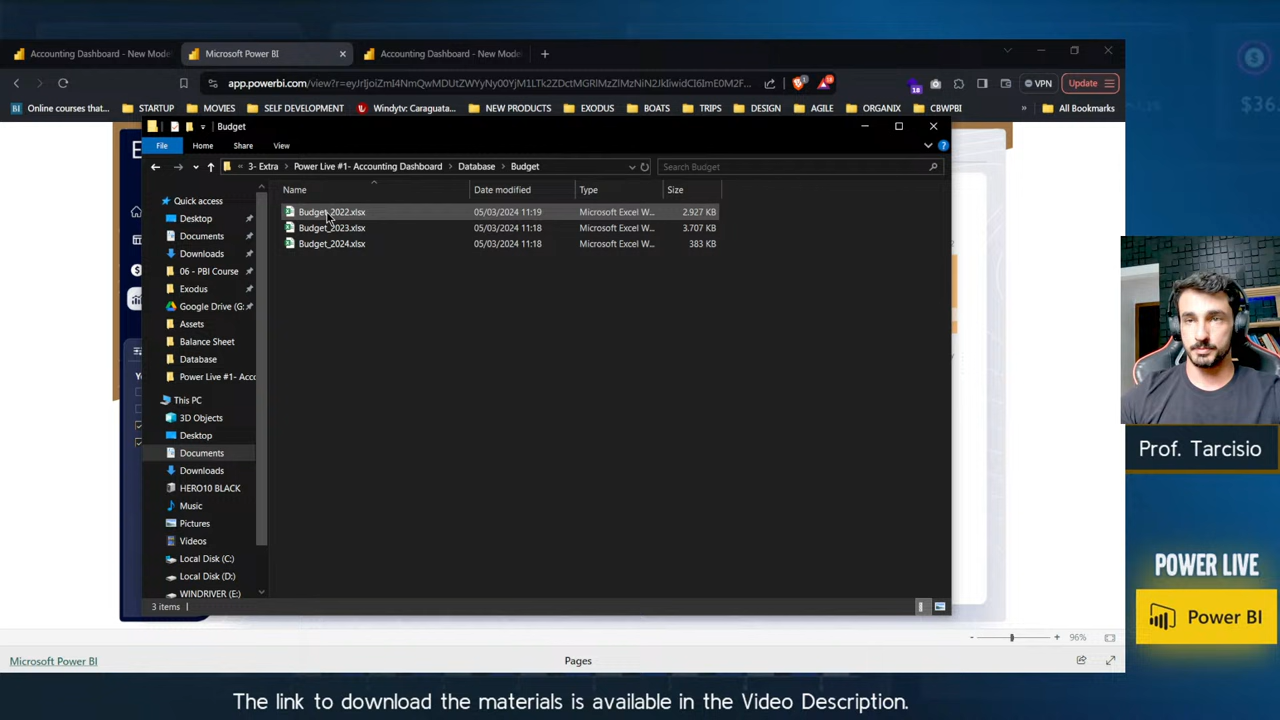 Accounting Dashboard - New Mode
Microsoft Power BI
Accounting Dashboard - New Mode
app.powerbi.com/view?r=eyJrIjoiZmI4NmQwMDUtZWYyNy00YjM1LTk2ZDctMGRlMzZlMzNiN2JkIiwidCI6ImE0M2F...
18
VPN
Update
Online courses that...
STARTUP
MOVIES
SELF DEVELOPMENT
Windytv: Caraguata...
NEW PRODUCTS
EXODUS
BOATS
TRIPS
DESIGN
AGILE
ORGANIX
CBWPBI
»
All Bookmarks
Budget
File
Home
Share
View
« 3- Extra > Power Live #1- Accounting Dashboard > Database > Budget
Search Budget
Name
Date modified
Type
Size
Budget_2022.xlsx 05/03/2024 11:19 Microsoft Excel W... 2.927 KB
Budget_2023.xlsx 05/03/2024 11:18 Microsoft Excel W... 3.707 KB
Budget_2024.xlsx 05/03/2024 11:18 Microsoft Excel W... 383 KB
Quick access
Desktop
Documents
Downloads
06 - PBI Course
Exodus
Google Drive (G:
Assets
Balance Sheet
Database
Power Live #1- Acc
This PC
3D Objects
Desktop
Documents
Downloads
HERO10 BLACK
Music
Pictures
Videos
Local Disk (C:)
Local Disk (D:)
WINDRIVER (E:)
3 items
- + 96%
Microsoft Power BI
Pages
Prof. Tarcisio
POWER LIVE
Power BI
The link to download the materials is available in the Video Description.